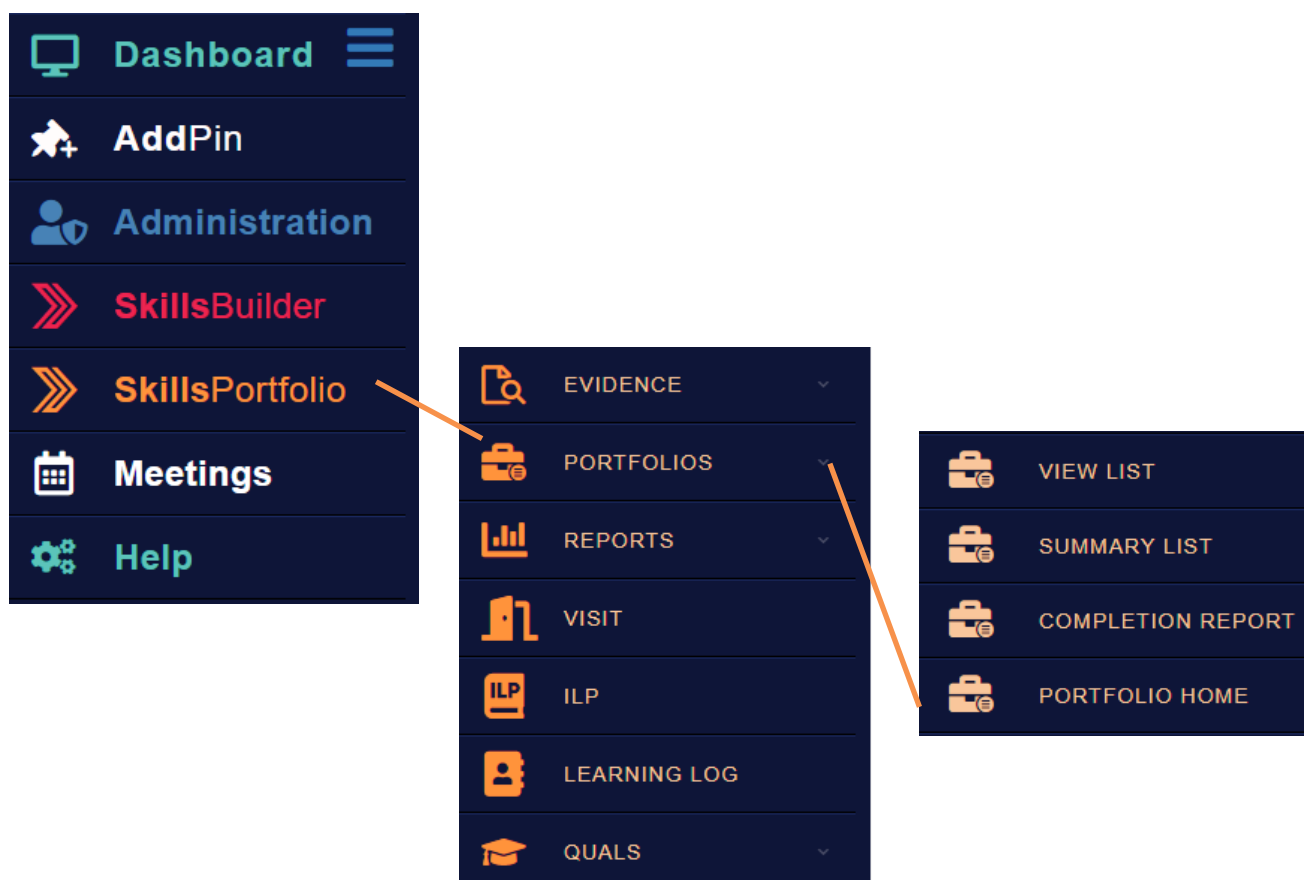 Dashboard
AddPin
Administration
SkillsBuilder
SkillsPortfolio
Meetings
Help
EVIDENCE
PORTFOLIOS
REPORTS
VISIT
ILP
ILP
LEARNING LOG
QUALS
VIEW LIST
SUMMARY LIST
COMPLETION REPORT
PORTFOLIO HOME